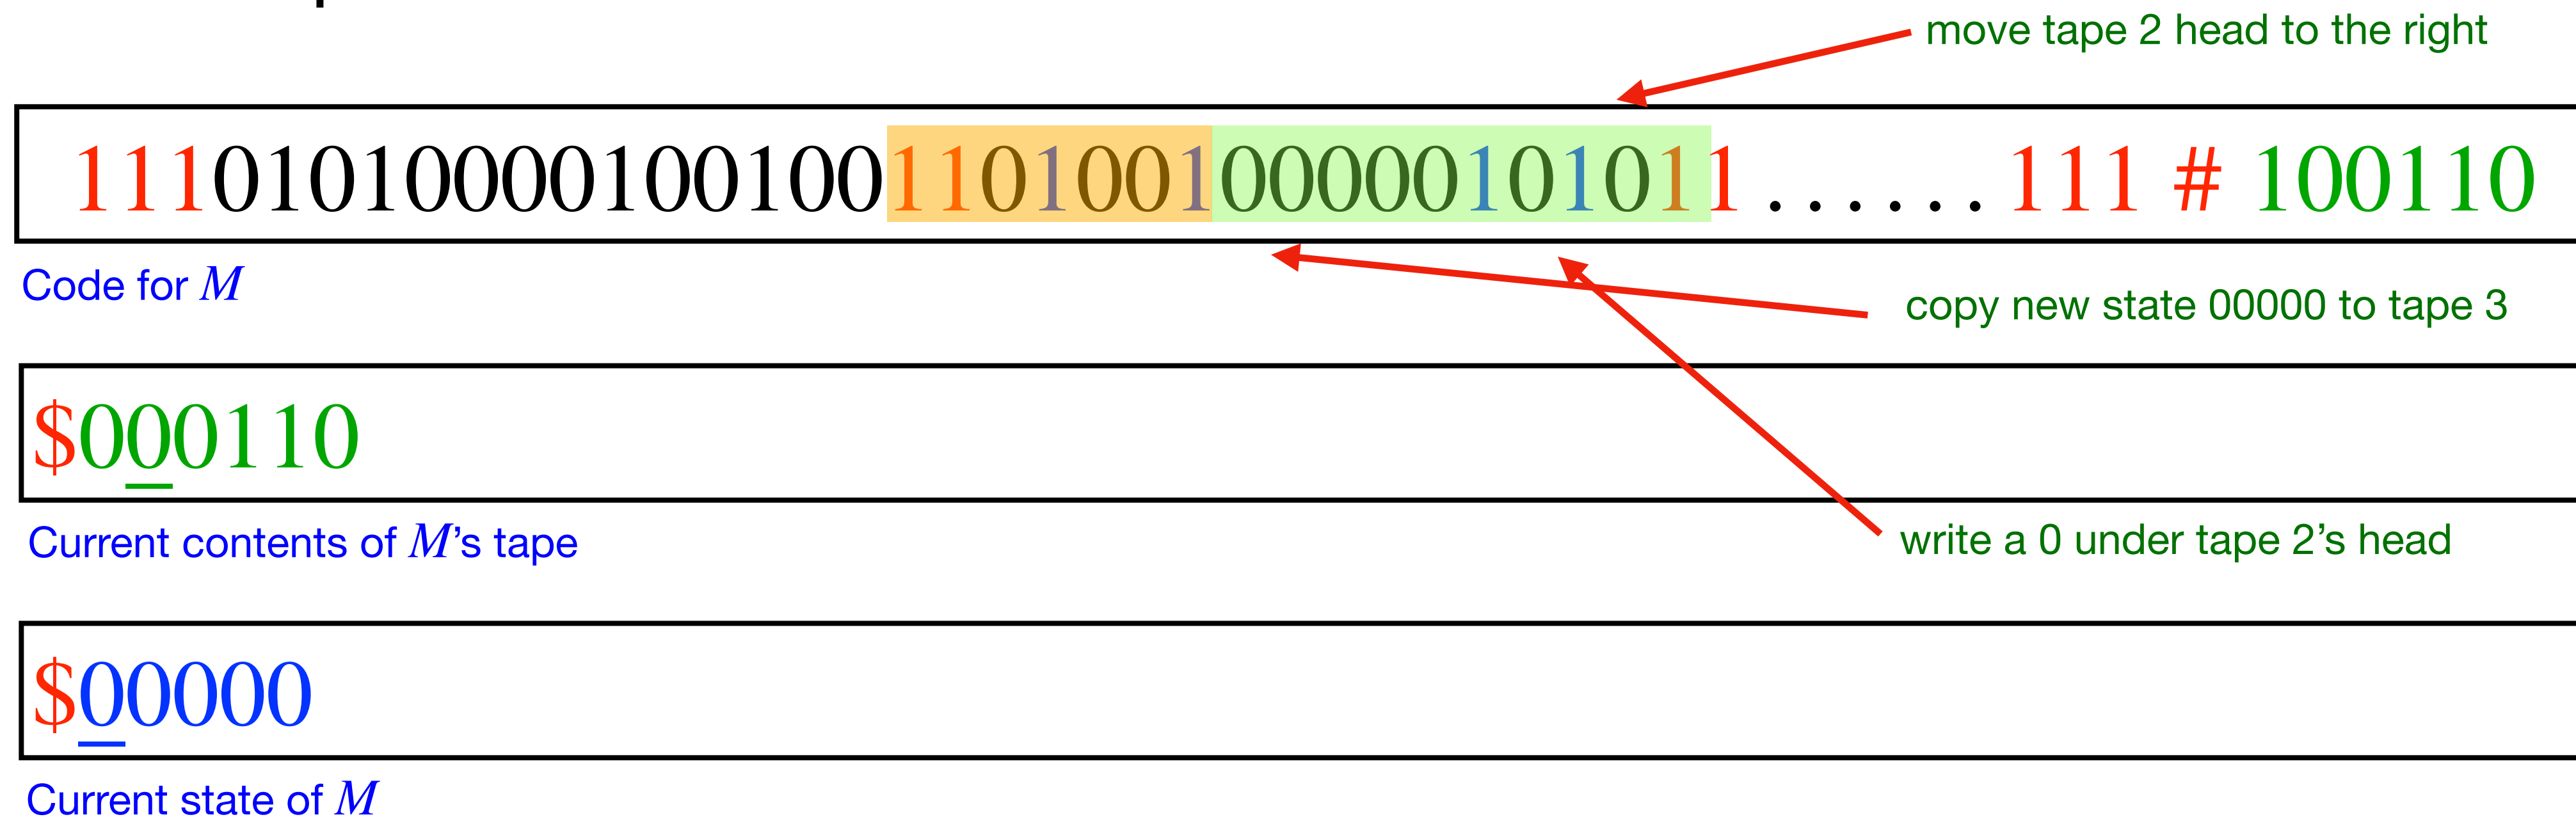 move tape 2 head to the right
11101010000100100110100100000101011 . . . . . . 111 # 100110
Code for M
copy new state 00000 to tape 3
$000110
Current contents of M’s tape
write a 0 under tape 2’s head
$00000
Current state of M